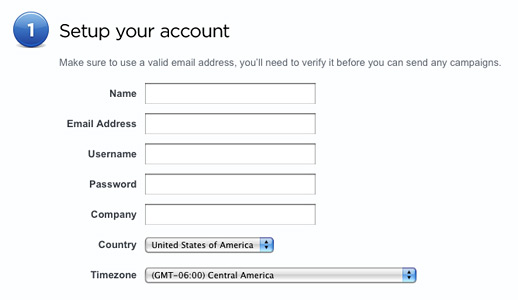 1 Setup your account
Make sure to use a valid email address, you'll need to verify it before you can send any campaigns.
Name
Email Address
Username
Password
Company
Country United States of America
Timezone (GMT-06:00) Central America